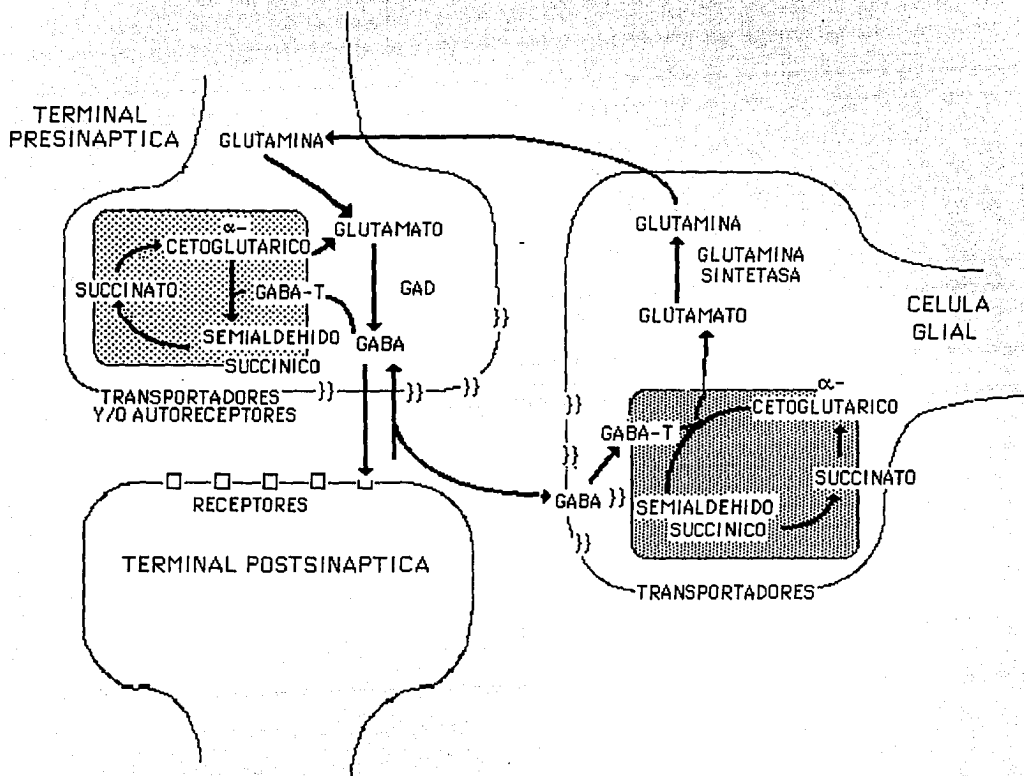 TERMINAL
PRESINAPTICA
GLUTAMINA
GLUTAMATO
α-
CETOGLUTARICO
SUCCINATO
GABA-T
GAD
SEMIALDEHIDO
SUCCINICO
GABA
TRANSPORTADORES
Y/O AUTORECEPTORES
RECEPTORES
TERMINAL POSTSINAPTICA
GLUTAMINA
GLUTAMINA
SINTETASA
GLUTAMATO
CELULA
GLIAL
α-
CETOGLUTARICO
GABA-T
SUCCINATO
GABA
SEMIALDEHIDO
SUCCINICO
TRANSPORTADORES